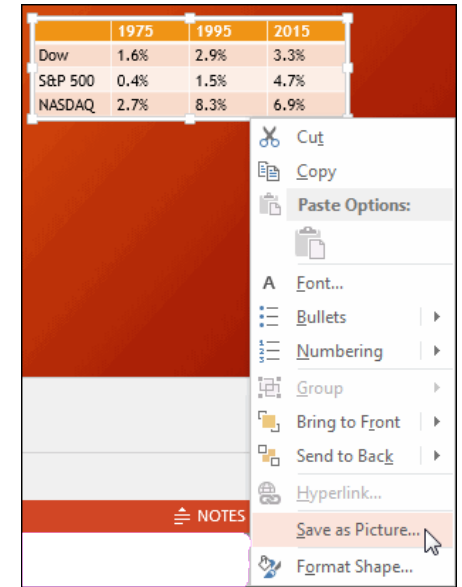 1975 1995 2015
Dow 1.6% 2.9% 3.3%
S&P 500 0.4% 1.5% 4.7%
NASDAQ 2.7% 8.3% 6.9%
Cut
Copy
Paste Options:
A Font...
Bullets
Numbering
Group
Bring to Front
Send to Back
Hyperlink...
NOTES
Save as Picture...
Format Shape...